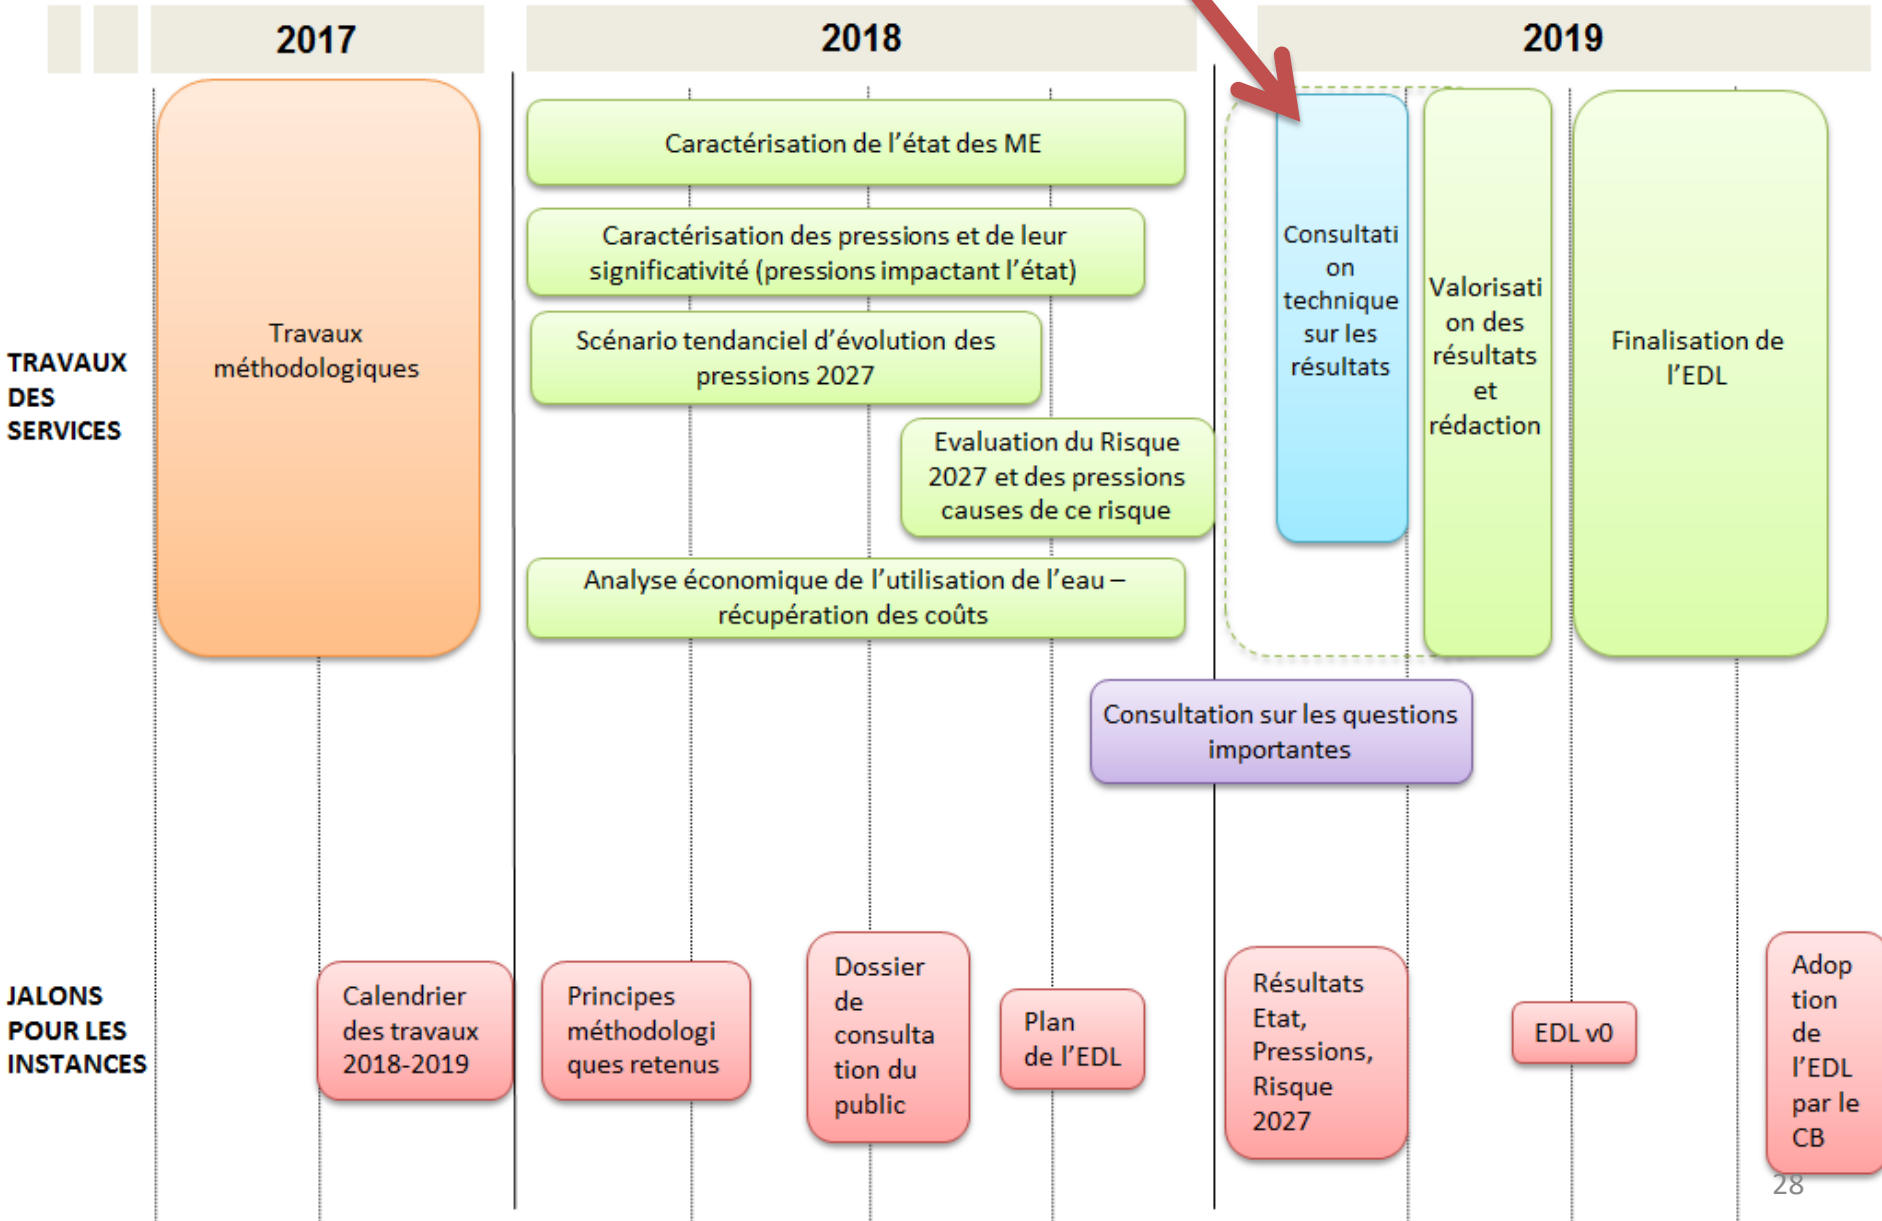 2017
2018
2019
TRAVAUX
DES
SERVICES
Travaux
méthodologiques
Caractérisation de l'état des ME
Caractérisation des pressions et de leur
significativité (pressions impactant l'état)
Scénario tendanciel d'évolution des
pressions 2027
Evaluation du Risque
2027 et des pressions
causes de ce risque
Analyse économique de l'utilisation de l'eau –
récupération des coûts
Consultati
on
technique
sur les
résultats
Valorisati
on des
résultats
et
rédaction
Finalisation de
l'EDL
Consultation sur les questions
importantes
JALONS
POUR LES
INSTANCES
Calendrier
des travaux
2018-2019
Principes
méthodologi
ques retenus
Dossier
de
consulta
tion du
public
Plan
de l'EDL
Résultats
Etat,
Pressions,
Risque
2027
EDL v0
Adop
tion
de
l'EDL
par le
CB
28